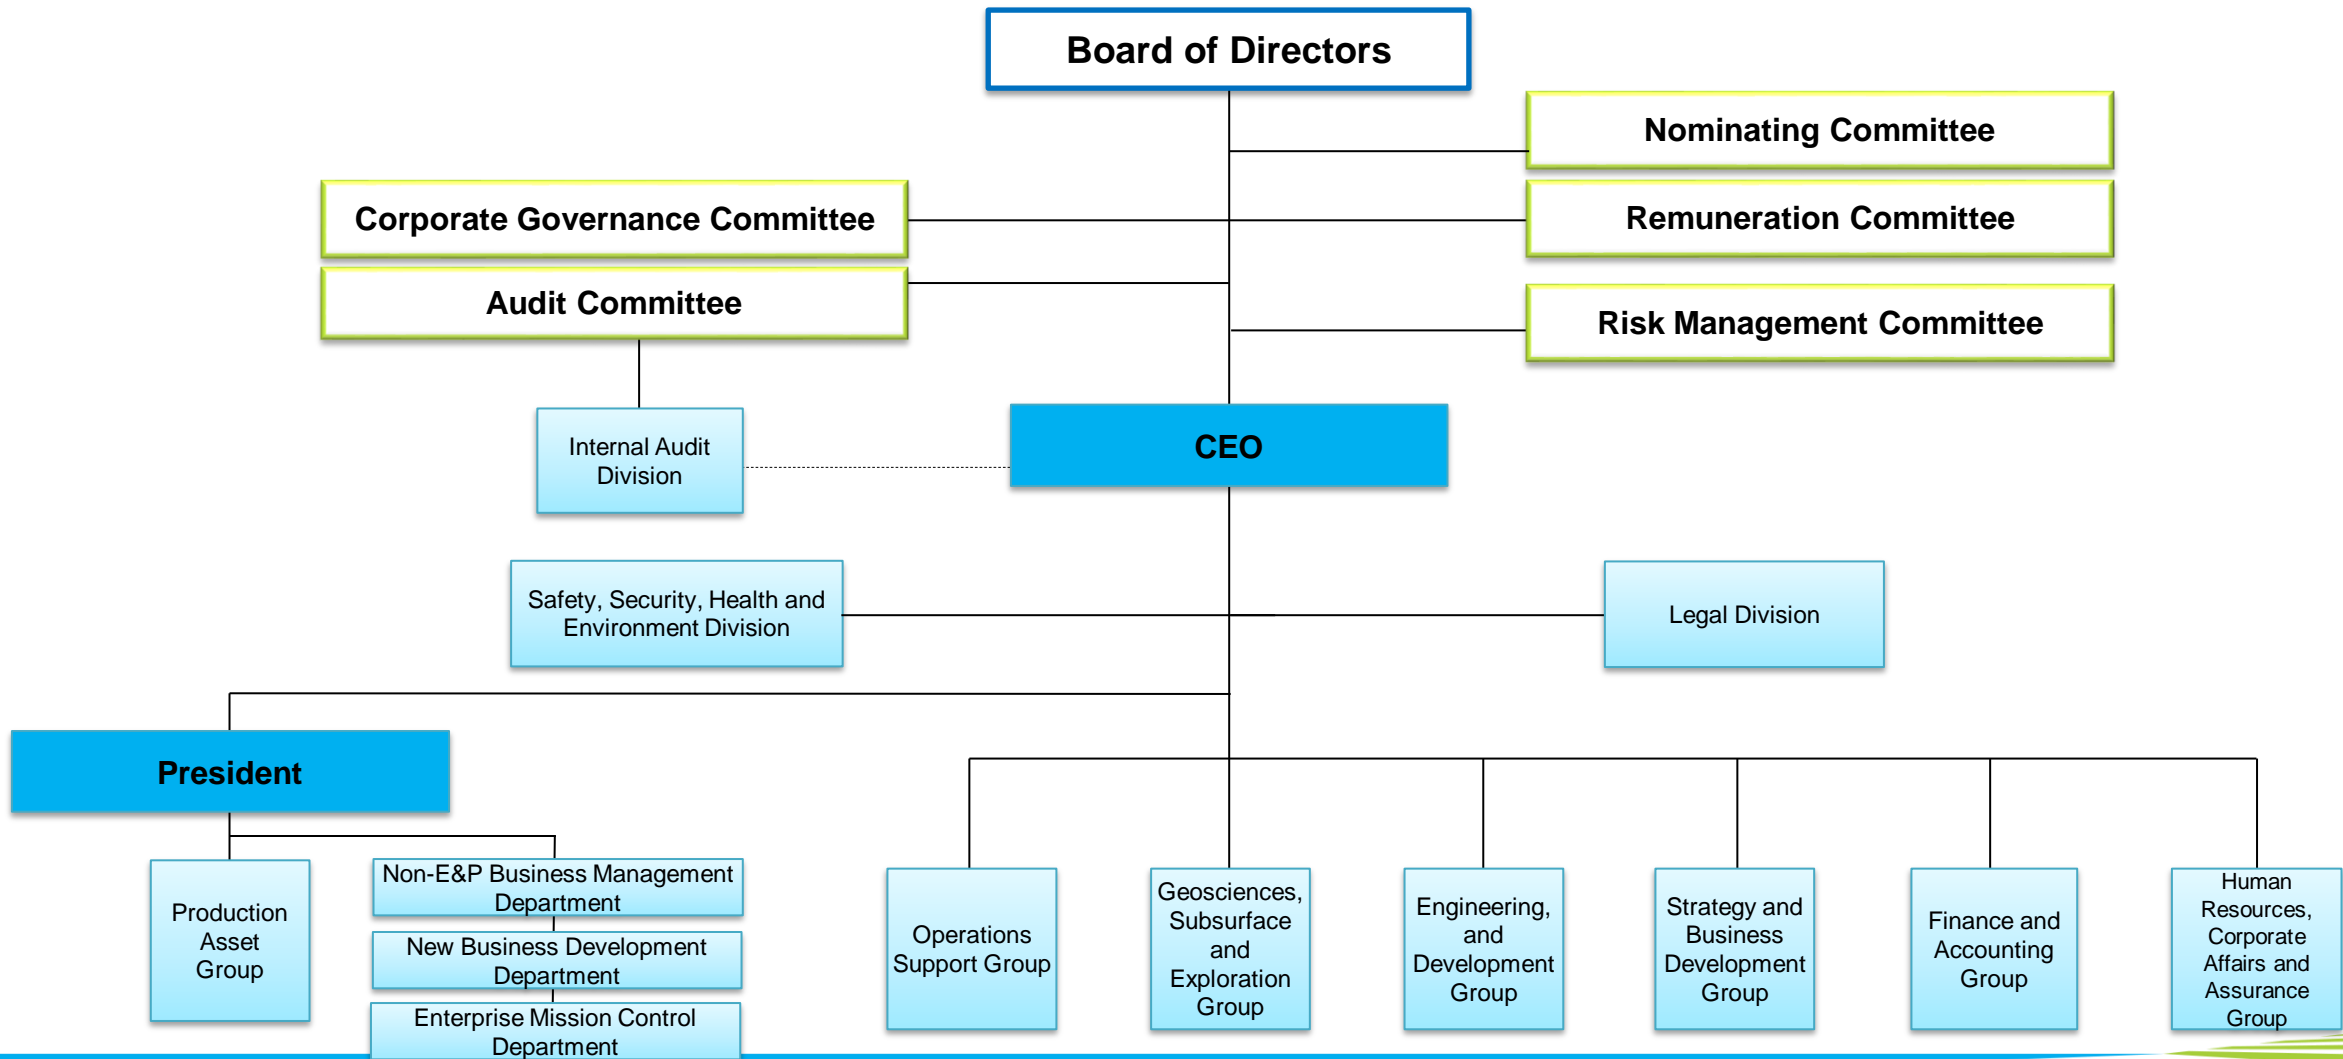 Board of Directors
Nominating Committee
Corporate Governance Committee
Remuneration Committee
Audit Committee
Risk Management Committee
Internal Audit
Division
CEO
Safety, Security, Health and
Environment Division
Legal Division
President
Production
Asset
Group
Non-E&P Business Management
Department
New Business Development
Department
Enterprise Mission Control
Department
Operations
Support Group
Geosciences,
Subsurface
and
Exploration
Group
Engineering,
and
Development
Group
Strategy and
Business
Development
Group
Finance and
Accounting
Group
Human
Resources,
Corporate
Affairs and
Assurance
Group